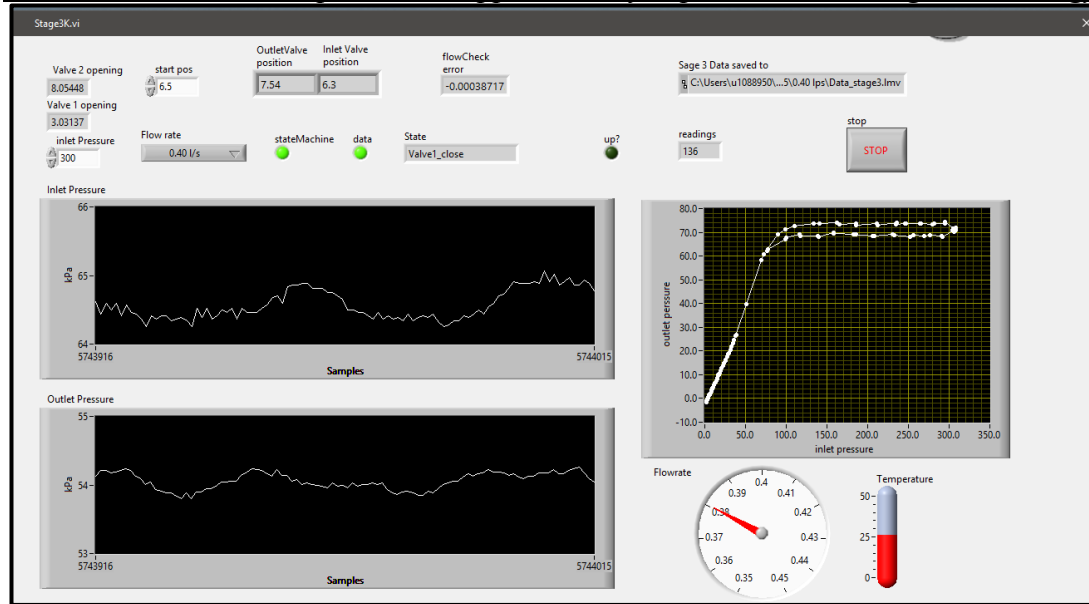 Stage3K.vi
×
Valve 2 opening
8.05448
start pos
6.5
OutletValve position
7.54
Inlet Valve position
6.3
flowCheck error
-0.00038717
Sage 3 Data saved to
C:\Users\u1088950\...5\0.40 lps\Data_stage3.lmv
Valve 1 opening
3.03137
inlet Pressure
300
Flow rate
0.40 l/s
stateMachine
data
State
Valve1_close
up?
readings
136
stop
STOP
Inlet Pressure
66
65
64
kPa
5743916
5744015
Samples
80.0
70.0
60.0
50.0
40.0
30.0
20.0
10.0
0.0
-10.0
outlet perssure
0.0 50.0 100.0 150.0 200.0 250.0 300.0 350.0
inlet pressure
Outlet Pressure
55
54
53
kPa
5743916
5744015
Samples
Flowrate
0.35
0.36
0.37
0.38
0.39
0.4
0.41
0.42
0.43
0.44
0.45
Temperature
50
25
0